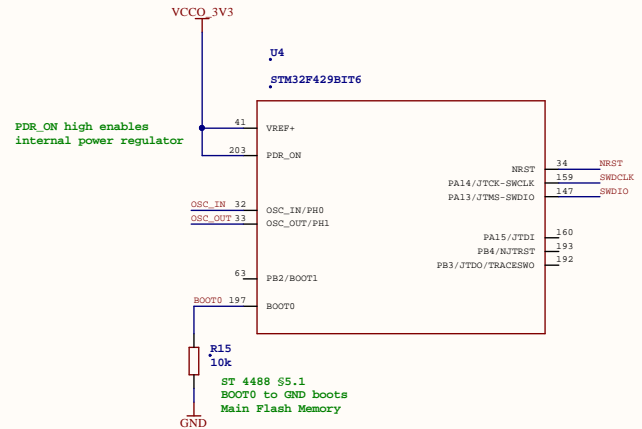 VCCO_3V3
U4
STM32F429BIT6
PDR_ON high enables
internal power regulator
41 VREF+
203 PDR_ON
NRST 34 NRST
PA14/JTCK-SWCLK 159 SWDCLK
PA13/JTMS-SWDIO 147 SWDIO
OSC_IN 32 OSC_IN/PH0
OSC_OUT 33 OSC_OUT/PH1
PA15/JTDI 160
PB4/NJTRST 193
PB3/JTDO/TRACESWO 192
63 PB2/BOOT1
BOOT0 197 BOOT0
R15
10k
ST 4488 §5.1
BOOT0 to GND boots
Main Flash Memory
GND